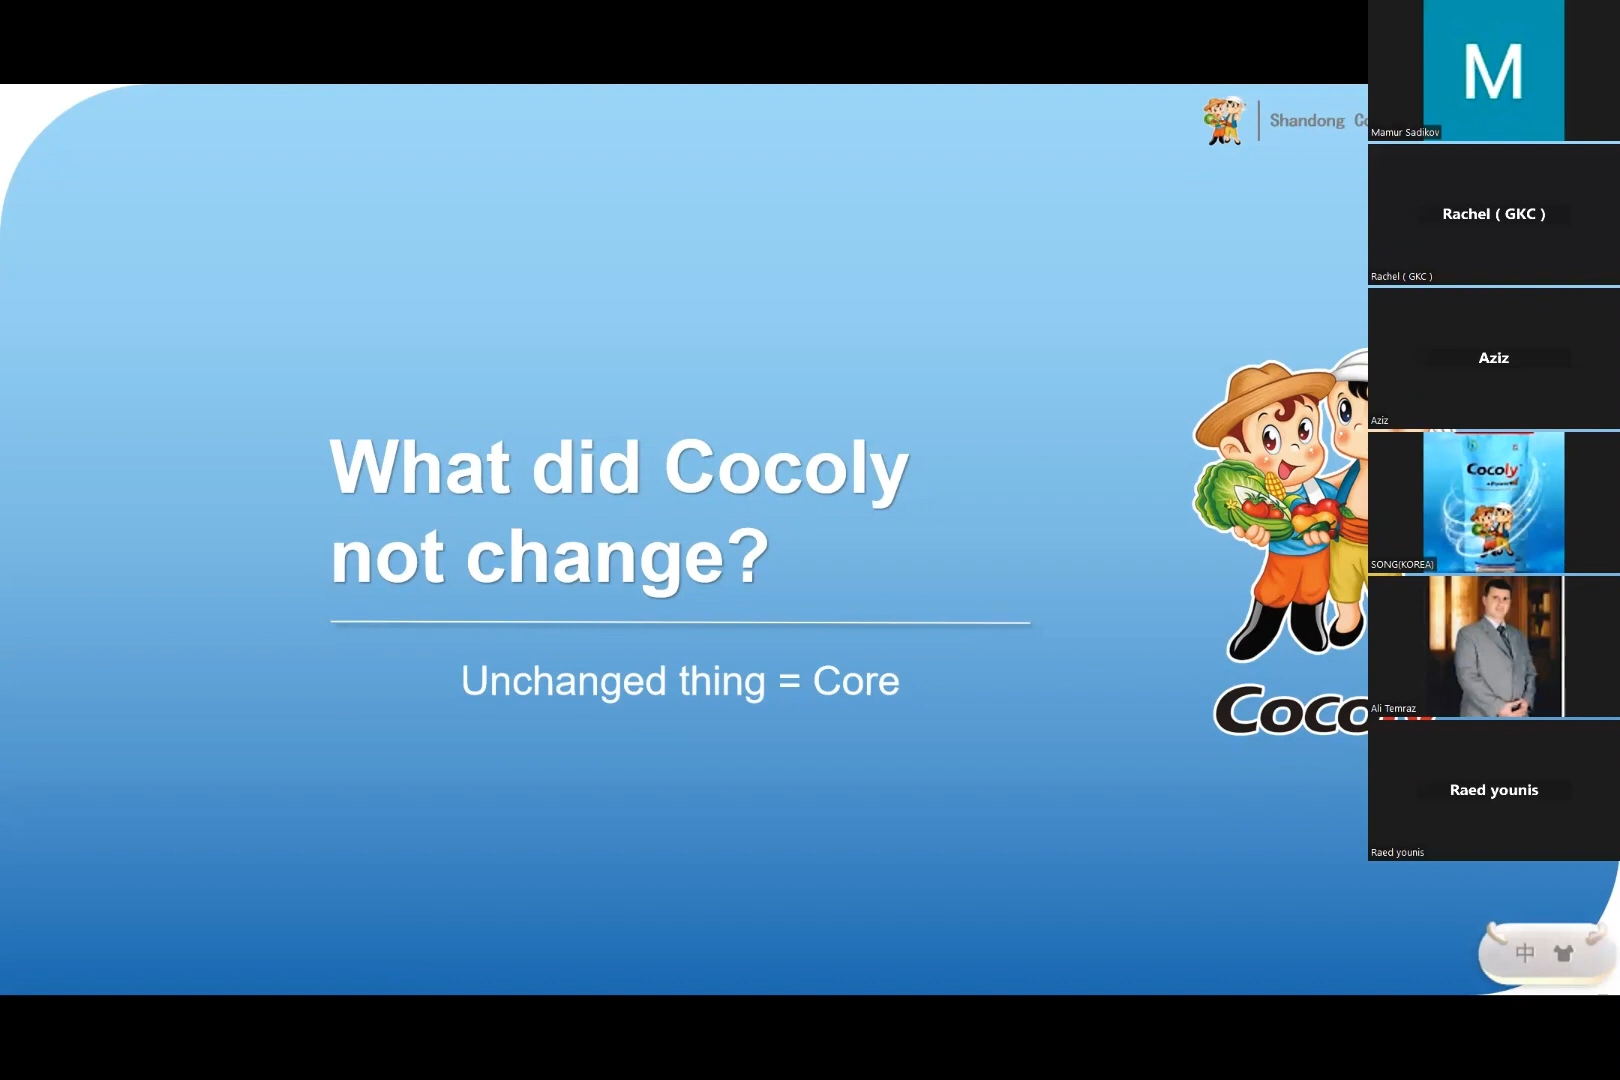 Shandong
What did Cocoly
not change?
Unchanged thing = Core
M
Mamur Sadikov
Rachel ( GKC )
Rachel ( GKC )
Aziz
Aziz
Cocoly
SONG(KOREA)
Ali Temraz
Raed younis
Raed younis
中